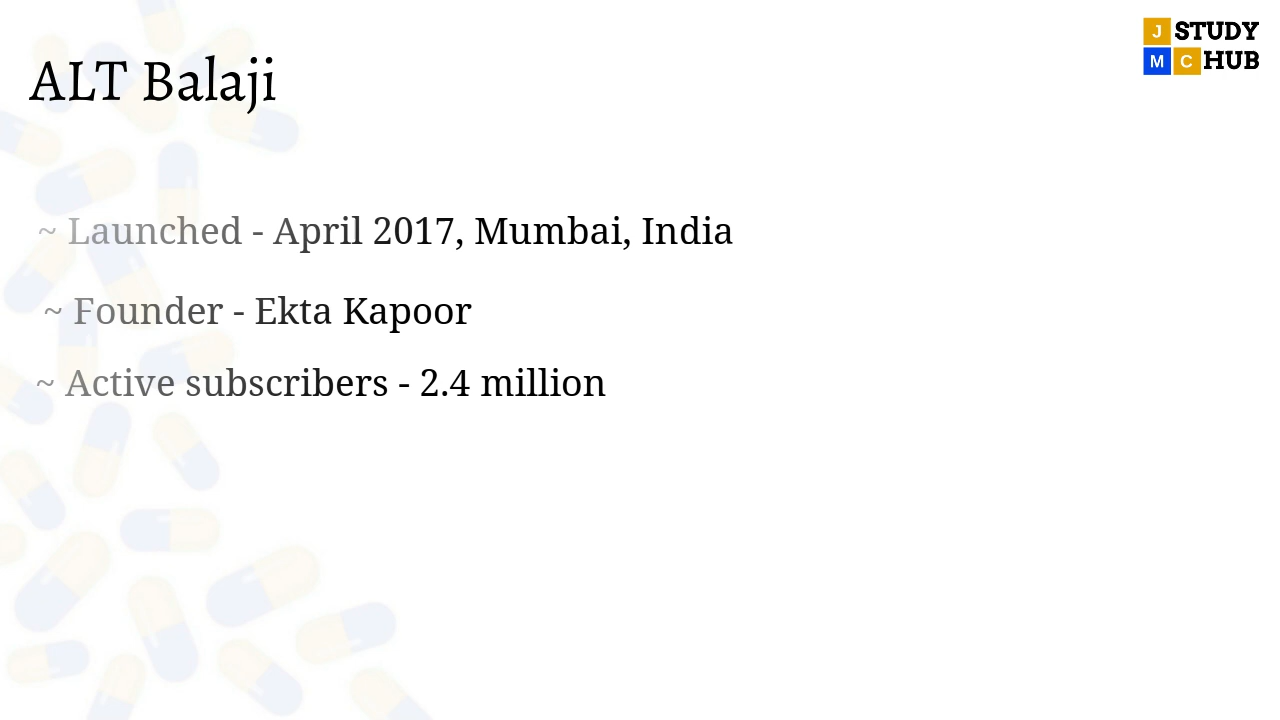 ALT Balaji
J STUDY
M C HUB
~ Launched - April 2017, Mumbai, India
~ Founder - Ekta Kapoor
~ Active subscribers - 2.4 million